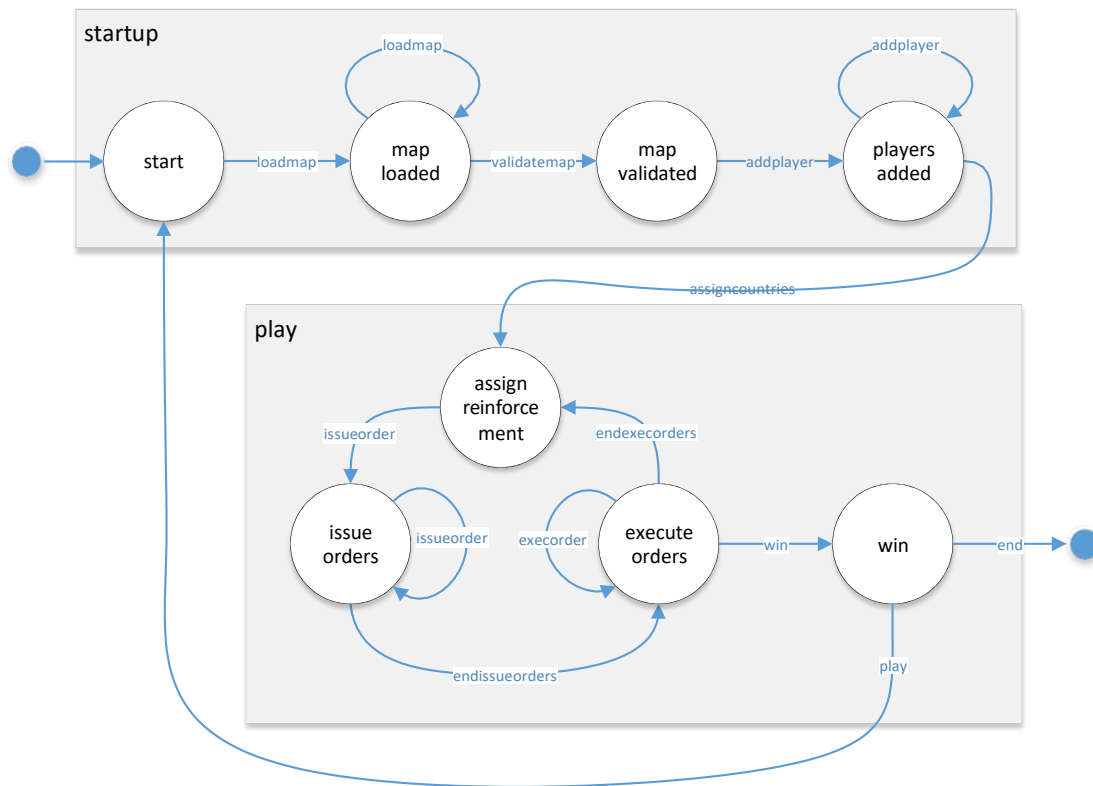 startup
loadmap
addplayer
start
loadmap
map
loaded
validatemap
map
validated
addplayer
players
added
assigncountries
play
assign
reinforce
ment
issueorder
endexecorders
issue
orders
issueorder
execorder
execute
orders
win
win
end
endissueorders
play